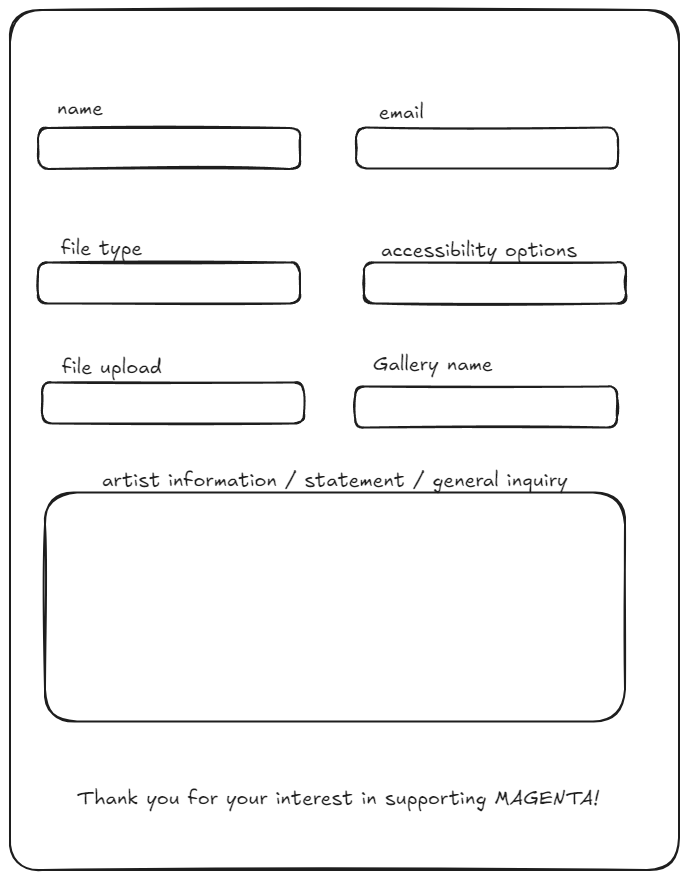 name
email
file type
accessibility options
file upload
Gallery name
artist information / statement / general inquiry
Thank you for your interest in supporting MAGENTA!